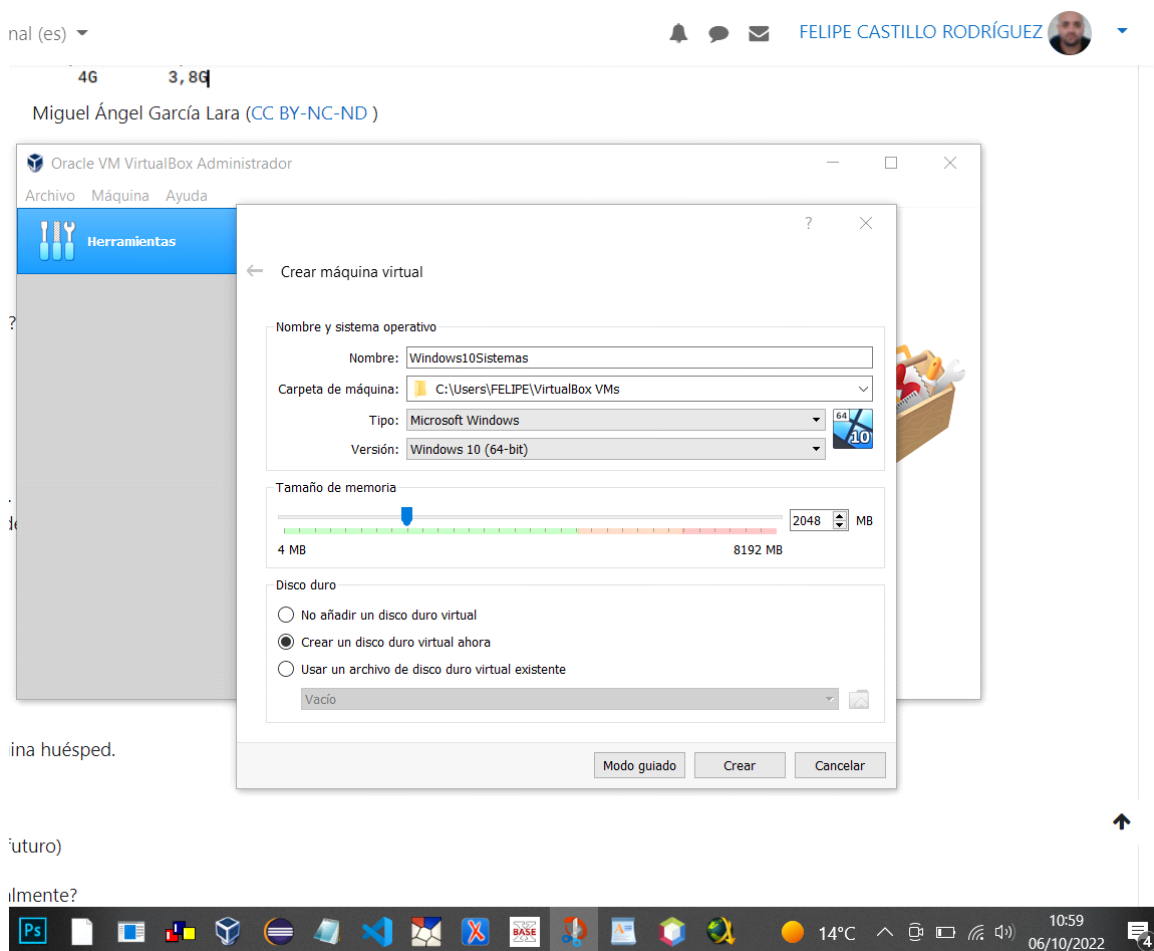 nal (es)
FELIPE CASTILLO RODRÍGUEZ
4G 3,8G
Miguel Ángel García Lara (CC BY-NC-ND )
Oracle VM VirtualBox Administrador
Archivo Máquina Ayuda
Herramientas
?
Crear máquina virtual
?
Nombre y sistema operativo
Nombre: Windows10Sistemas
Carpeta de máquina: C:\Users\FELIPE\VirtualBox VMs
Tipo: Microsoft Windows
64
10
Versión: Windows 10 (64-bit)
Tamaño de memoria
2048 MB
4 MB 8192 MB
Disco duro
No añadir un disco duro virtual
Crear un disco duro virtual ahora
Usar un archivo de disco duro virtual existente
Vacío
Modo guiado Crear Cancelar
ina huésped.
futuro)
lmente?
Ps
BASE
14°C
10:59
06/10/2022
4